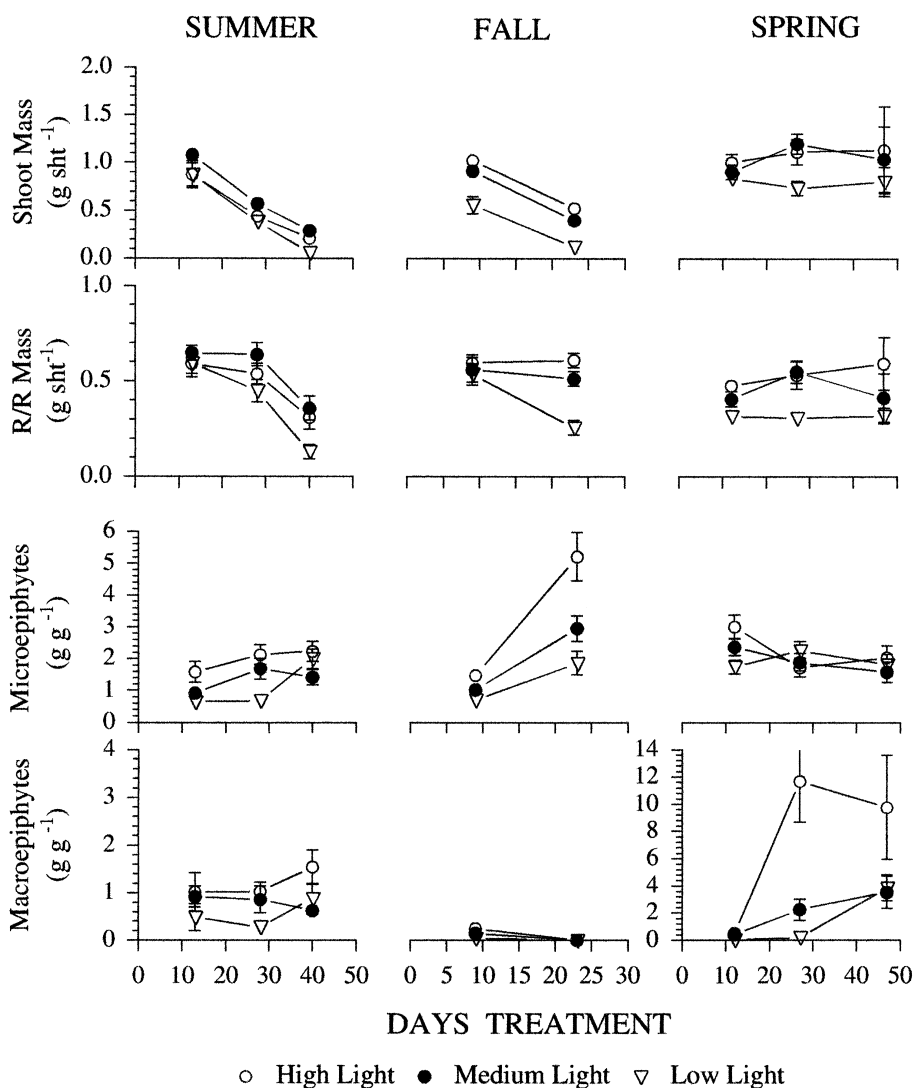 SUMMER FALL SPRING
Shoot Mass
(g sht⁻¹)
2.0
1.5
1.0
0.5
0.0
R/R Mass
(g sht⁻¹)
1.0
0.5
0.0
Microepiphytes
(g g⁻¹)
6
5
4
3
2
1
0
Macroepiphytes
(g g⁻¹)
4
3
2
1
0
14
12
10
8
6
4
2
0
0 10 20 30 40 50
0 5 10 15 20 25 30
0 10 20 30 40 50
DAYS TREATMENT
High Light Medium Light Low Light